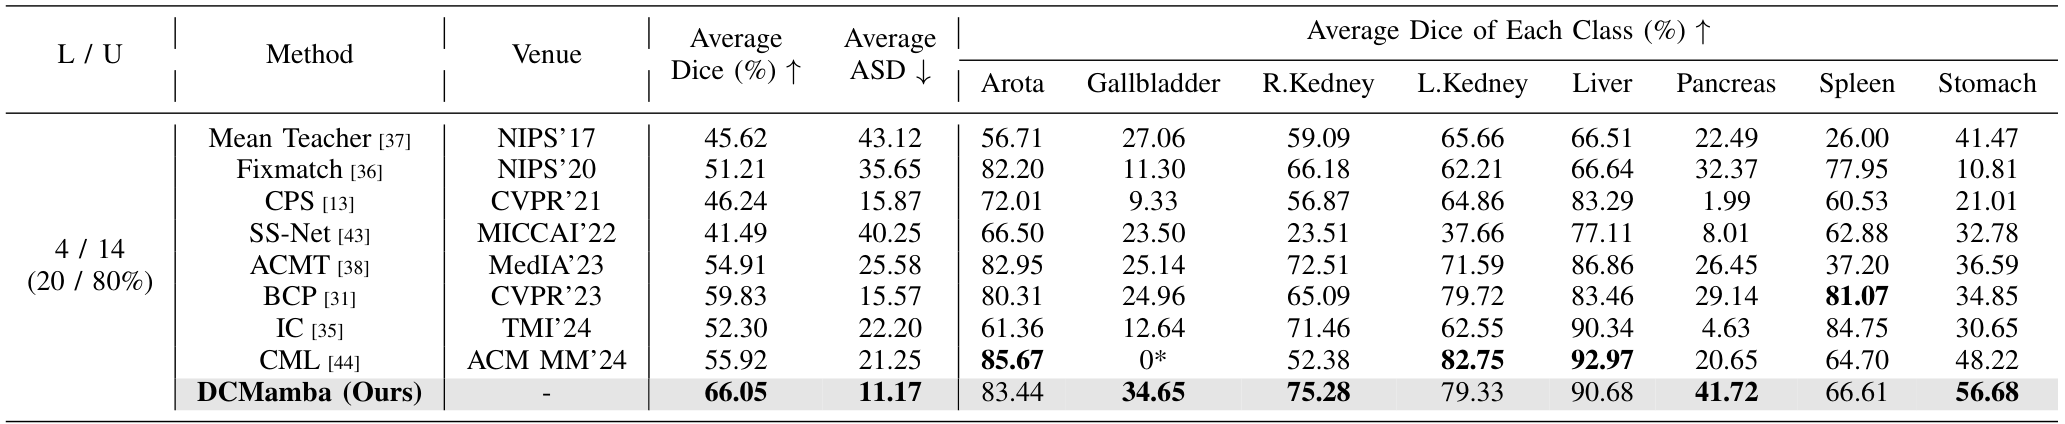 L / U Method Venue Average Dice (%) ↑ Average ASD ↓ Average Dice of Each Class (%) ↑
Arota Gallbladder R.Kedney L.Kedney Liver Pancreas Spleen Stomach
4 / 14 (20 / 80%)
Mean Teacher [37] NIPS'17 45.62 43.12 56.71 27.06 59.09 65.66 66.51 22.49 26.00 41.47
Fixmatch [36] NIPS'20 51.21 35.65 82.20 11.30 66.18 62.21 66.64 32.37 77.95 10.81
CPS [13] CVPR'21 46.24 15.87 72.01 9.33 56.87 64.86 83.29 1.99 60.53 21.01
SS-Net [43] MICCAI'22 41.49 40.25 66.50 23.50 23.51 37.66 77.11 8.01 62.88 32.78
ACMT [38] MedIA'23 54.91 25.58 82.95 25.14 72.51 71.59 86.86 26.45 37.20 36.59
BCP [31] CVPR'23 59.83 15.57 80.31 24.96 65.09 79.72 83.46 29.14 81.07 34.85
IC [35] TMI'24 52.30 22.20 61.36 12.64 71.46 62.55 90.34 4.63 84.75 30.65
CML [44] ACM MM'24 55.92 21.25 85.67 0* 52.38 82.75 92.97 20.65 64.70 48.22
DCMamba (Ours) - 66.05 11.17 83.44 34.65 75.28 79.33 90.68 41.72 66.61 56.68